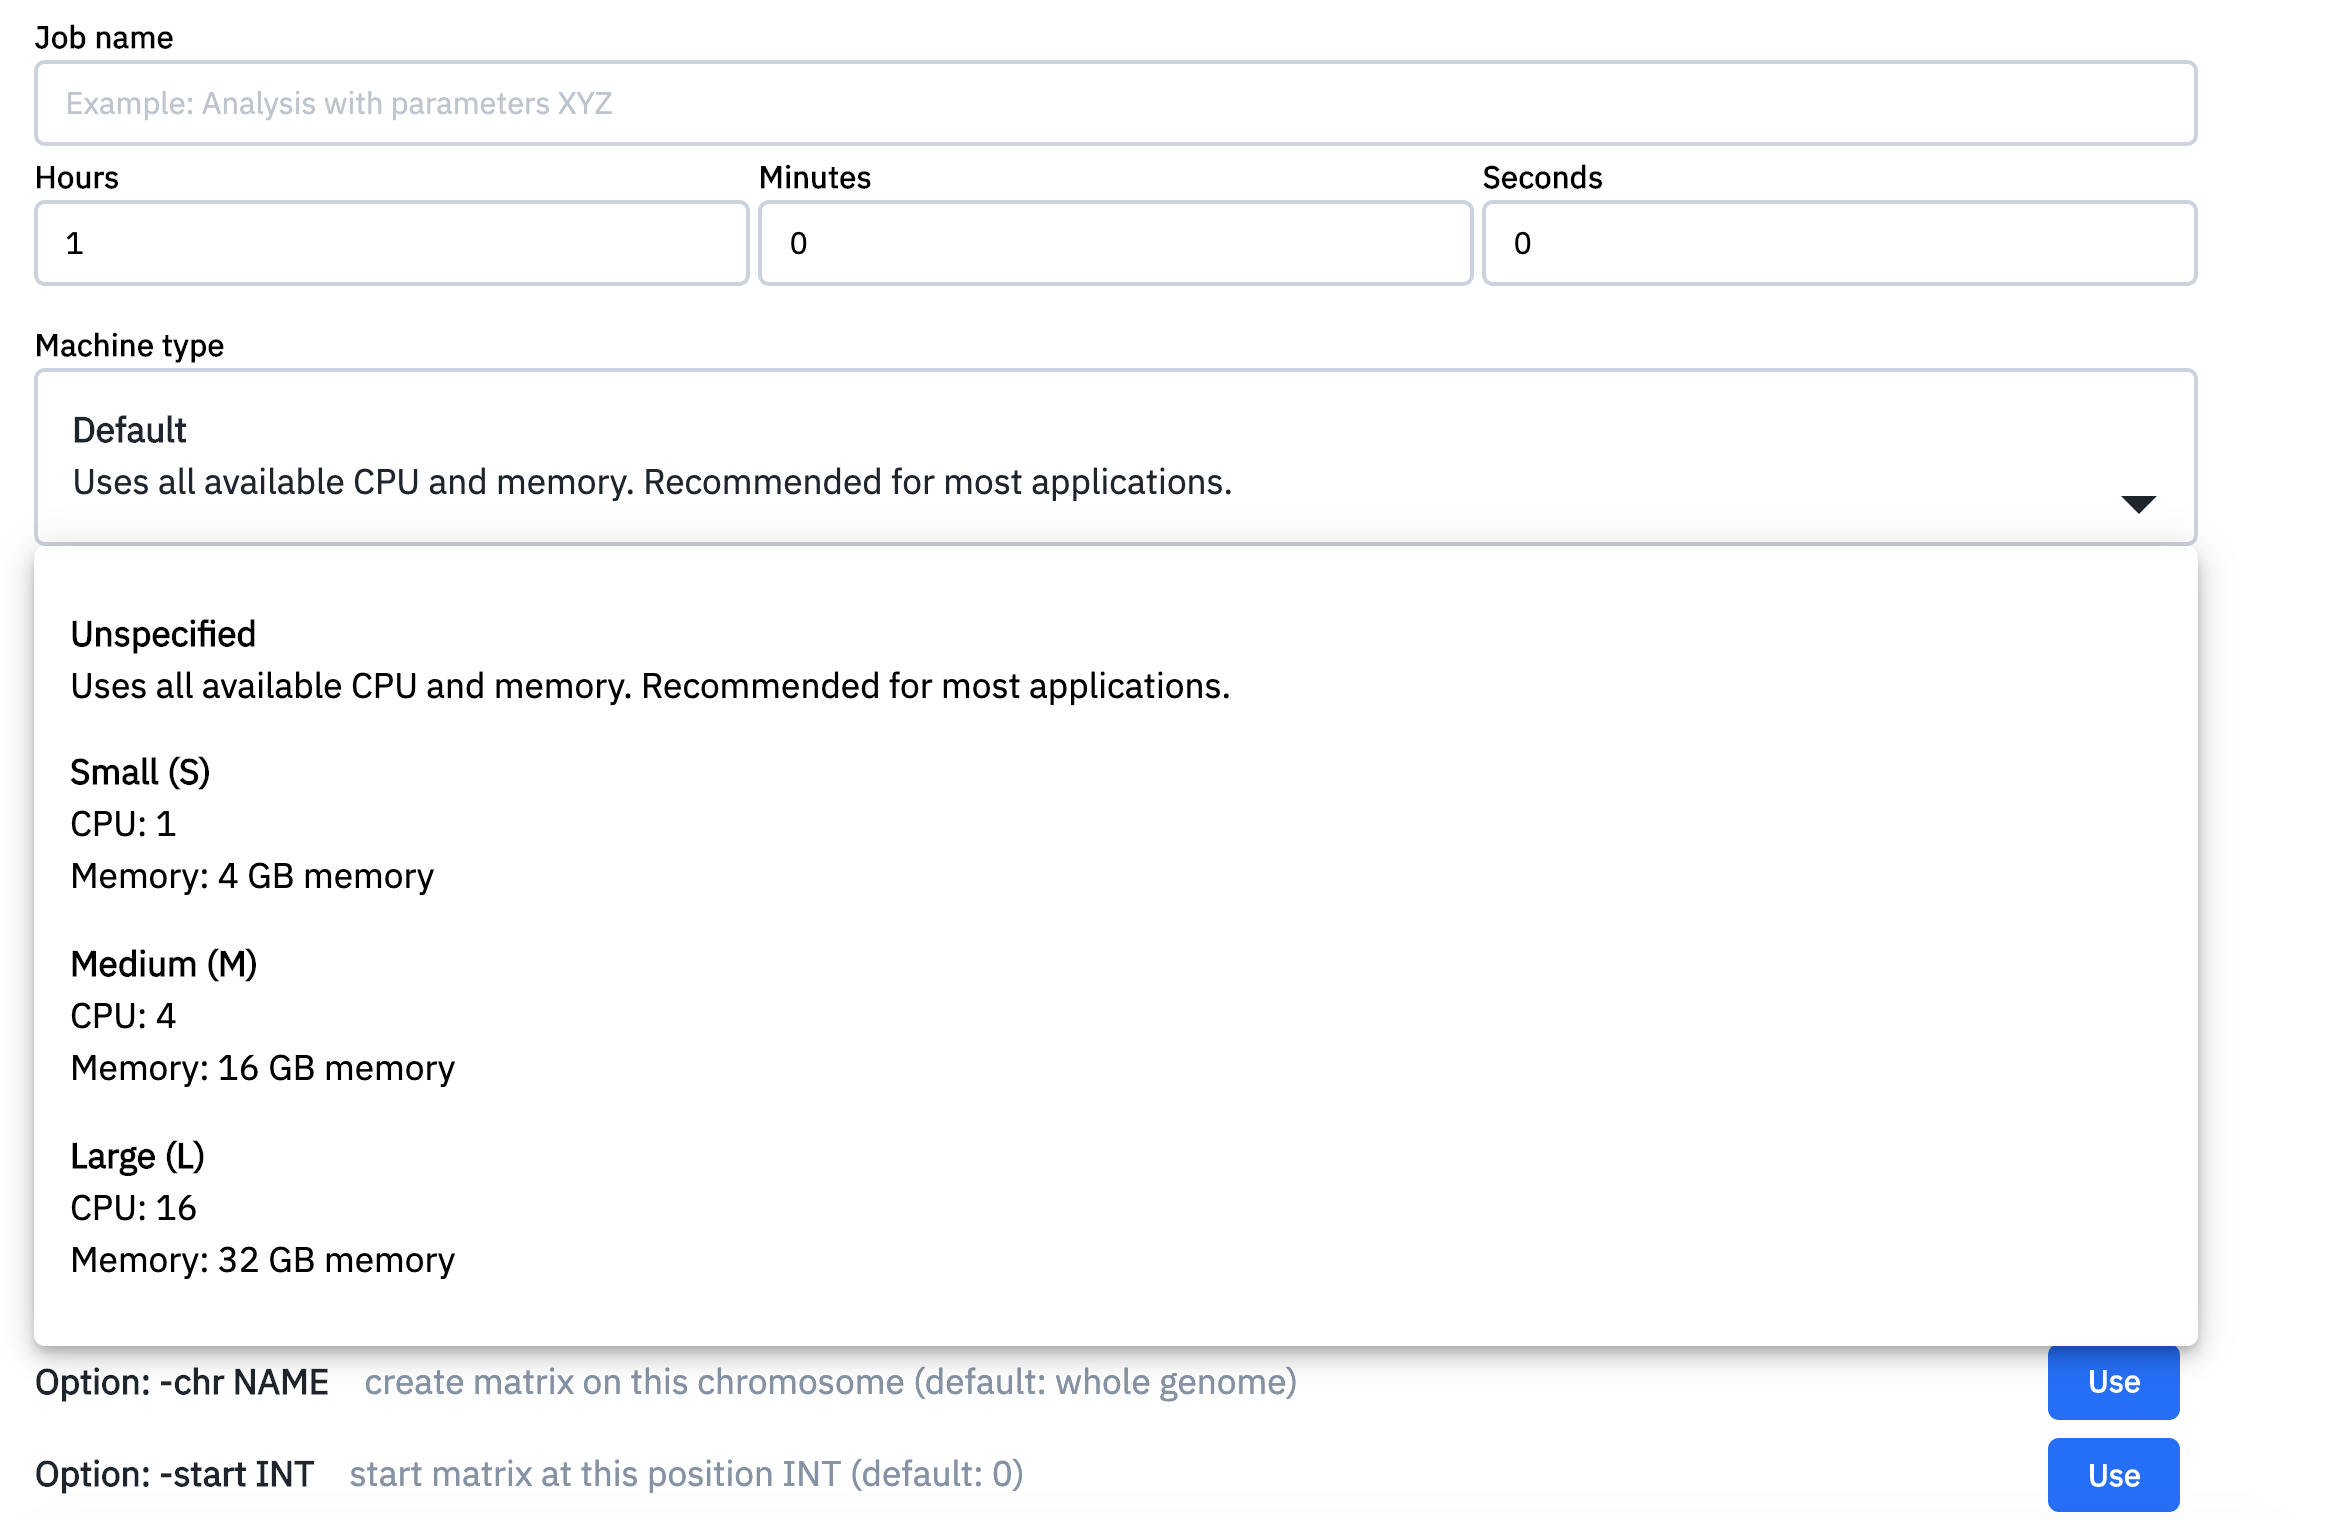 Job name
Example: Analysis with parameters XYZ
Hours Minutes Seconds
1 0 0
Machine type
Default
Uses all available CPU and memory. Recommended for most applications.
Unspecified
Uses all available CPU and memory. Recommended for most applications.
Small (S)
CPU: 1
Memory: 4 GB memory
Medium (M)
CPU: 4
Memory: 16 GB memory
Large (L)
CPU: 16
Memory: 32 GB memory
Option: -chr NAME create matrix on this chromosome (default: whole genome) Use
Option: -start INT start matrix at this position INT (default: 0) Use